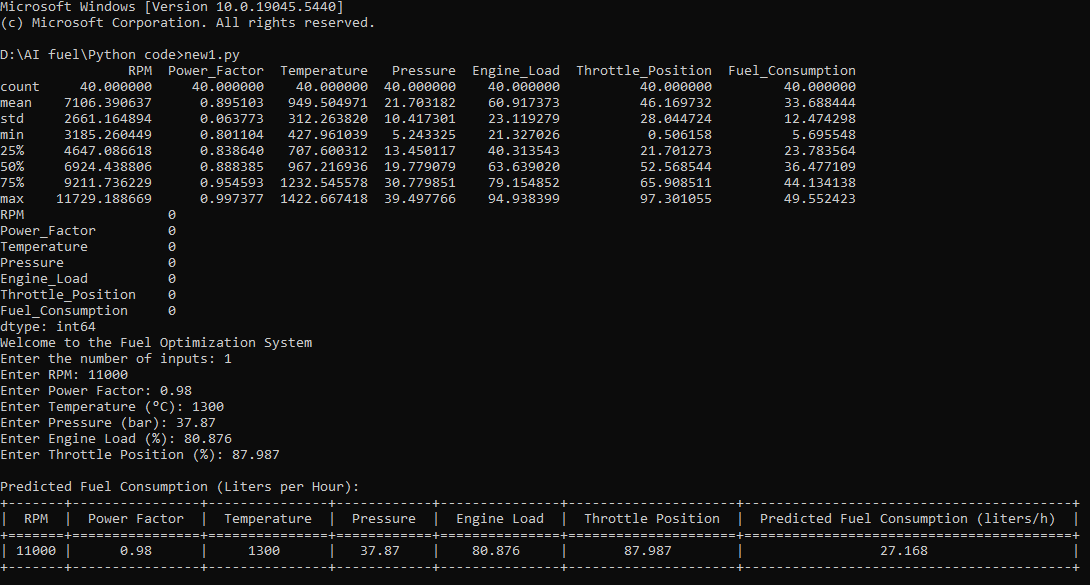 Microsoft Windows [Version 10.0.19045.5440]
(c) Microsoft Corporation. All rights reserved.
D:\AI fuel\Python code>new1.py
RPM Power_Factor Temperature Pressure Engine_Load Throttle_Position Fuel_Consumption
count 40.000000 40.000000 40.000000 40.000000 40.000000 40.000000 40.000000
mean 7106.390637 0.895103 949.504971 21.703182 60.917373 46.169732 33.688444
std 2661.164894 0.063773 312.263820 10.417301 23.119279 28.044724 12.474298
min 3185.260449 0.801104 427.961039 5.243325 21.327026 0.506158 5.695548
25% 4647.086618 0.838640 707.600312 13.450117 40.313543 21.701273 23.783564
50% 6924.438806 0.888385 967.216936 19.779079 63.639020 52.568544 36.477109
75% 9211.736229 0.954593 1232.545578 30.779851 79.154852 65.908511 44.134138
max 11729.188669 0.997377 1422.667418 39.497766 94.938399 97.301055 49.552423
RPM 0
Power_Factor 0
Temperature 0
Pressure 0
Engine_Load 0
Throttle_Position 0
Fuel_Consumption 0
dtype: int64
Welcome to the Fuel Optimization System
Enter the number of inputs: 1
Enter RPM: 11000
Enter Power Factor: 0.98
Enter Temperature (°C): 1300
Enter Pressure (bar): 37.87
Enter Engine Load (%): 80.876
Enter Throttle Position (%): 87.987
Predicted Fuel Consumption (Liters per Hour):
| RPM | Power Factor | Temperature | Pressure | Engine Load | Throttle Position | Predicted Fuel Consumption (liters/h) |
| 11000 | 0.98 | 1300 | 37.87 | 80.876 | 87.987 | 27.168 |